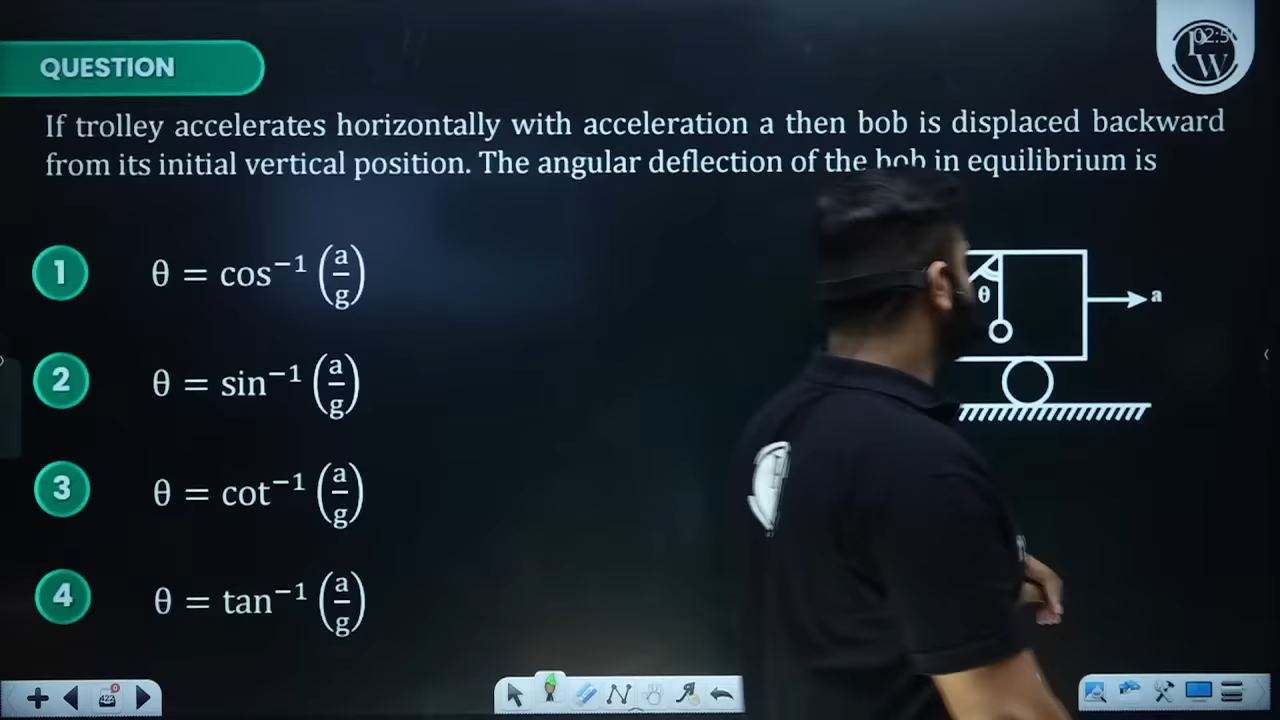 QUESTION
If trolley accelerates horizontally with acceleration a then bob is displaced backward
from its initial vertical position. The angular deflection of the bob in equilibrium is
1 θ = cos⁻¹ (a/g)
2 θ = sin⁻¹ (a/g)
3 θ = cot⁻¹ (a/g)
4 θ = tan⁻¹ (a/g)
θ
a
PW
422